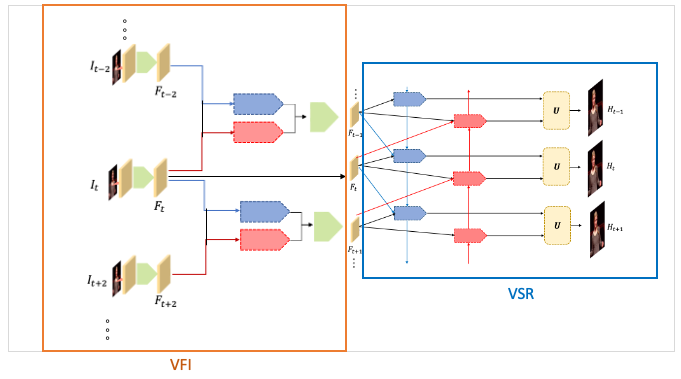 I_{t-2}
F_{t-2}
I_t
F_t
I_{t+2}
F_{t+2}
F_{t-1}
F_t
F_{t+1}
U
H_{t-1}
U
H_t
U
H_{t+1}
VSR
VFI